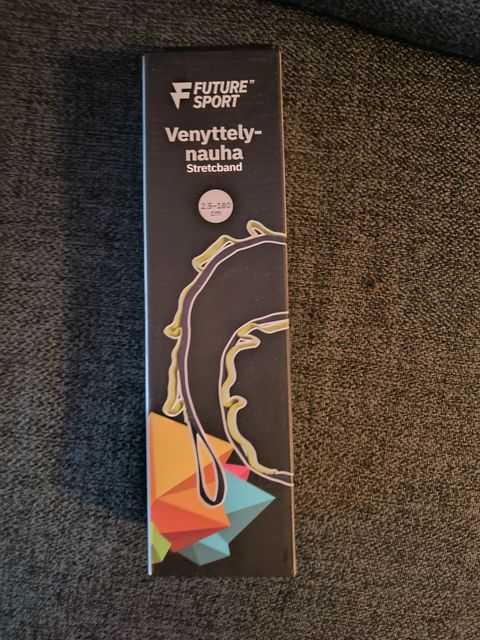 FUTURE
SPORT
Venyttely-
nauha
Stretcband
2,5-180
cm